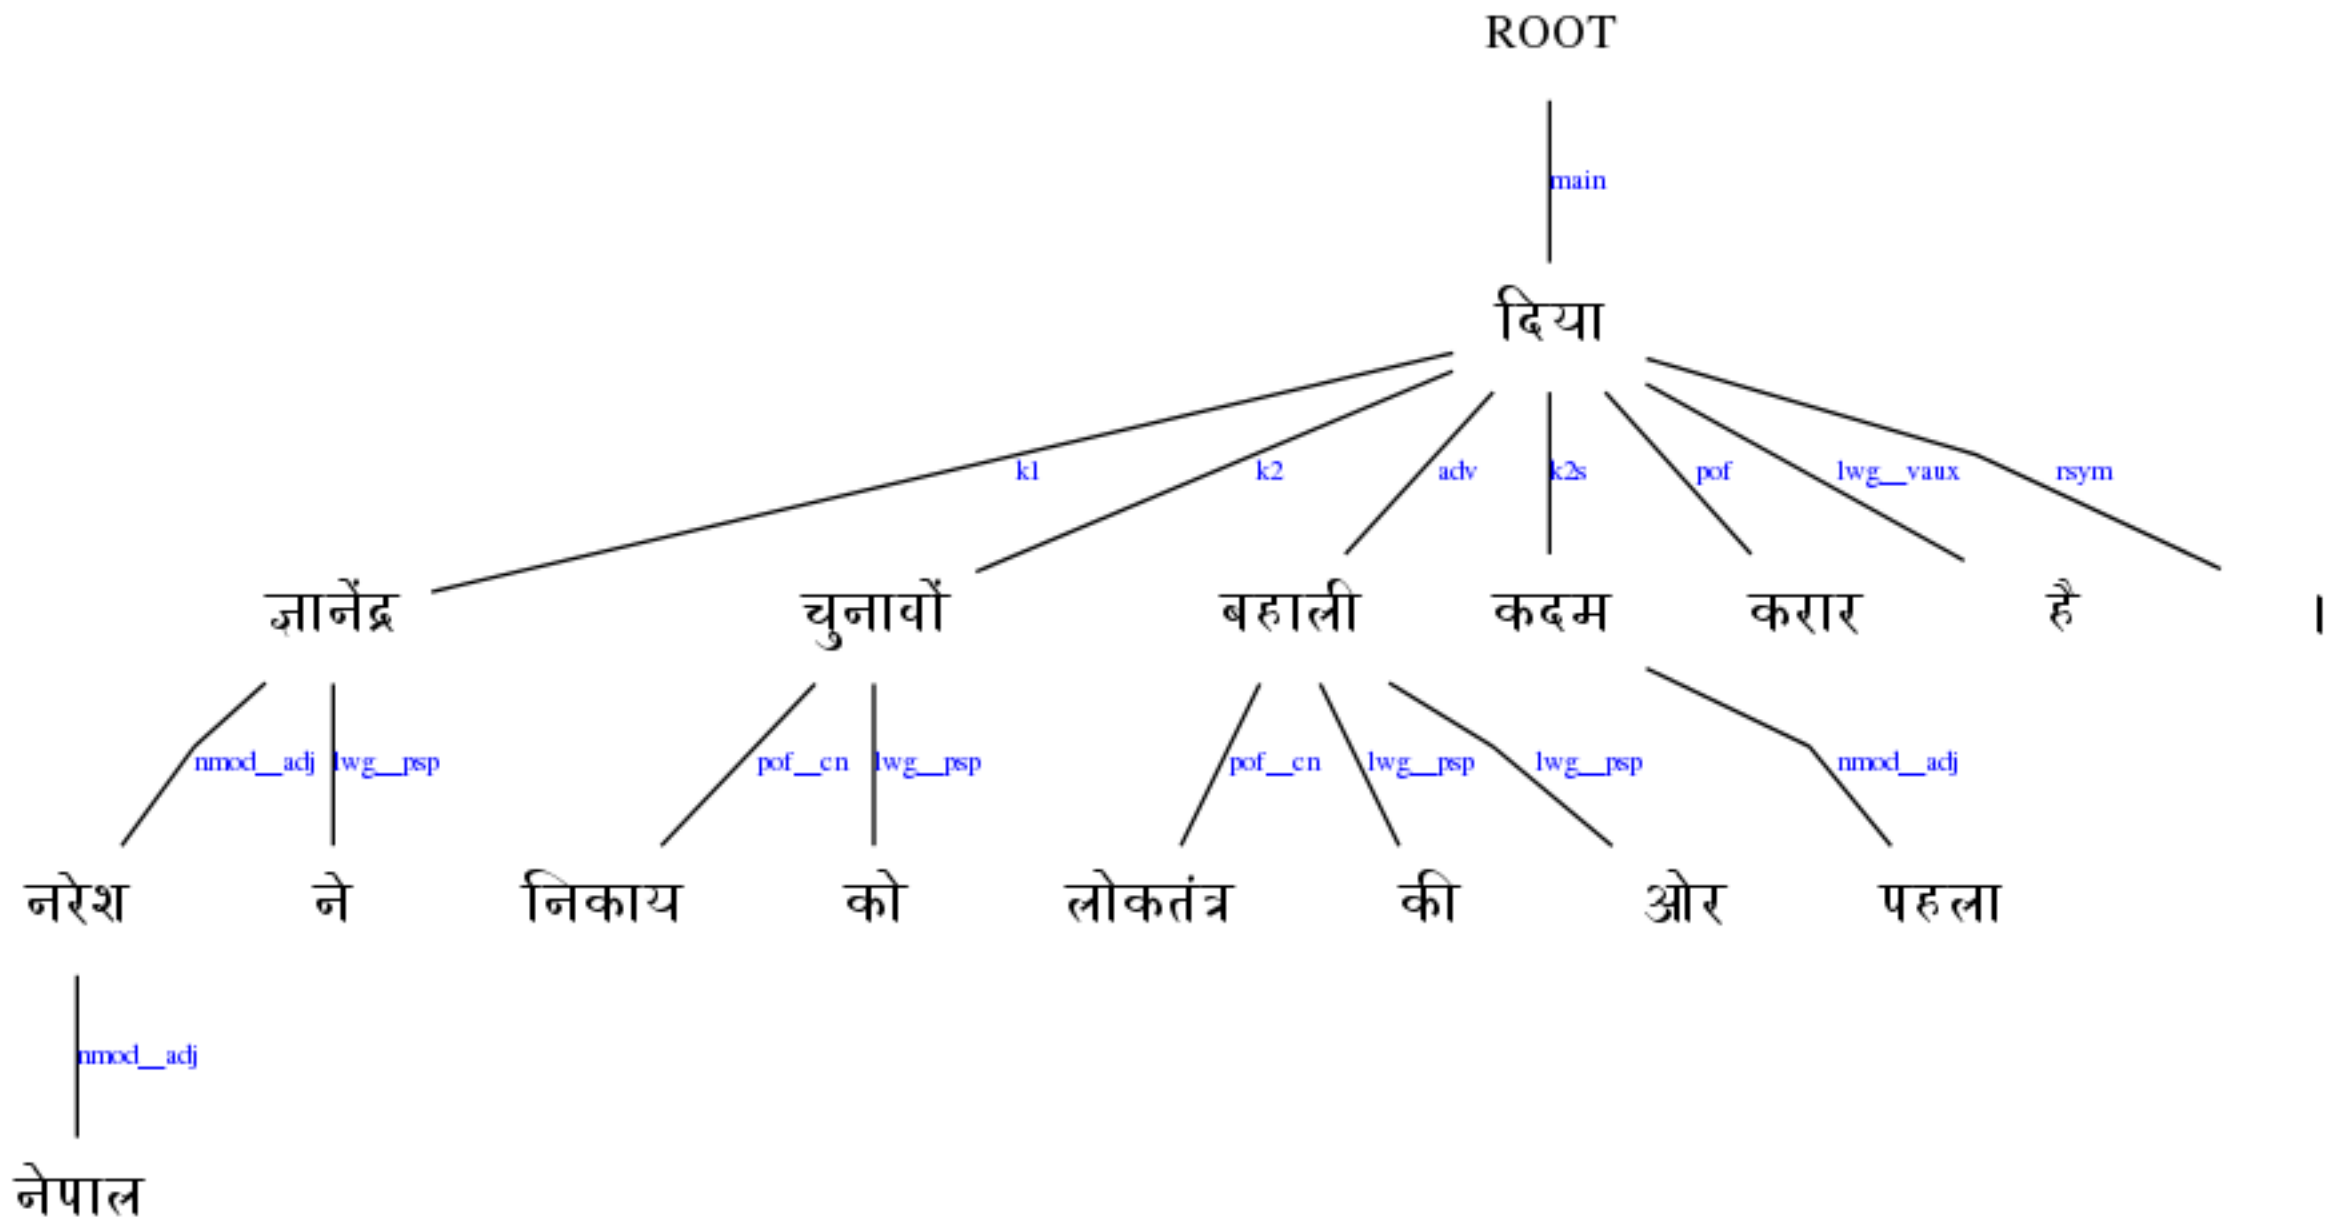 ROOT
main
दिया
k1 k2 adv k2s pof lwg__vaux rsym
ज्ञानेंद्र चुनावों बहाली कदम करार है ।
nmod__adj lwg__psp pof__cn lwg__psp pof__cn lwg__psp lwg__psp nmod__adj
नरेश ने निकाय को लोकतंत्र की ओर पहला
nmod__adj
नेपाल